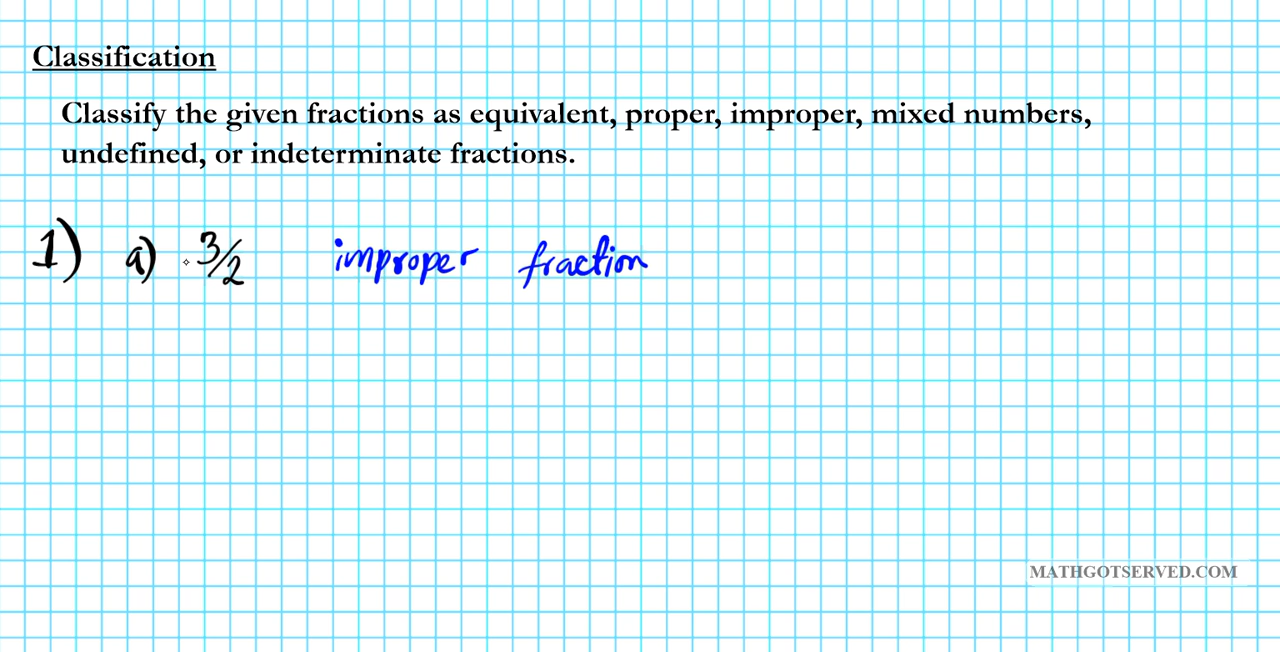 Classification
Classify the given fractions as equivalent, proper, improper, mixed numbers,
undefined, or indeterminate fractions.
1) a) 3/2 improper fraction
MATHGOTSERVED.COM